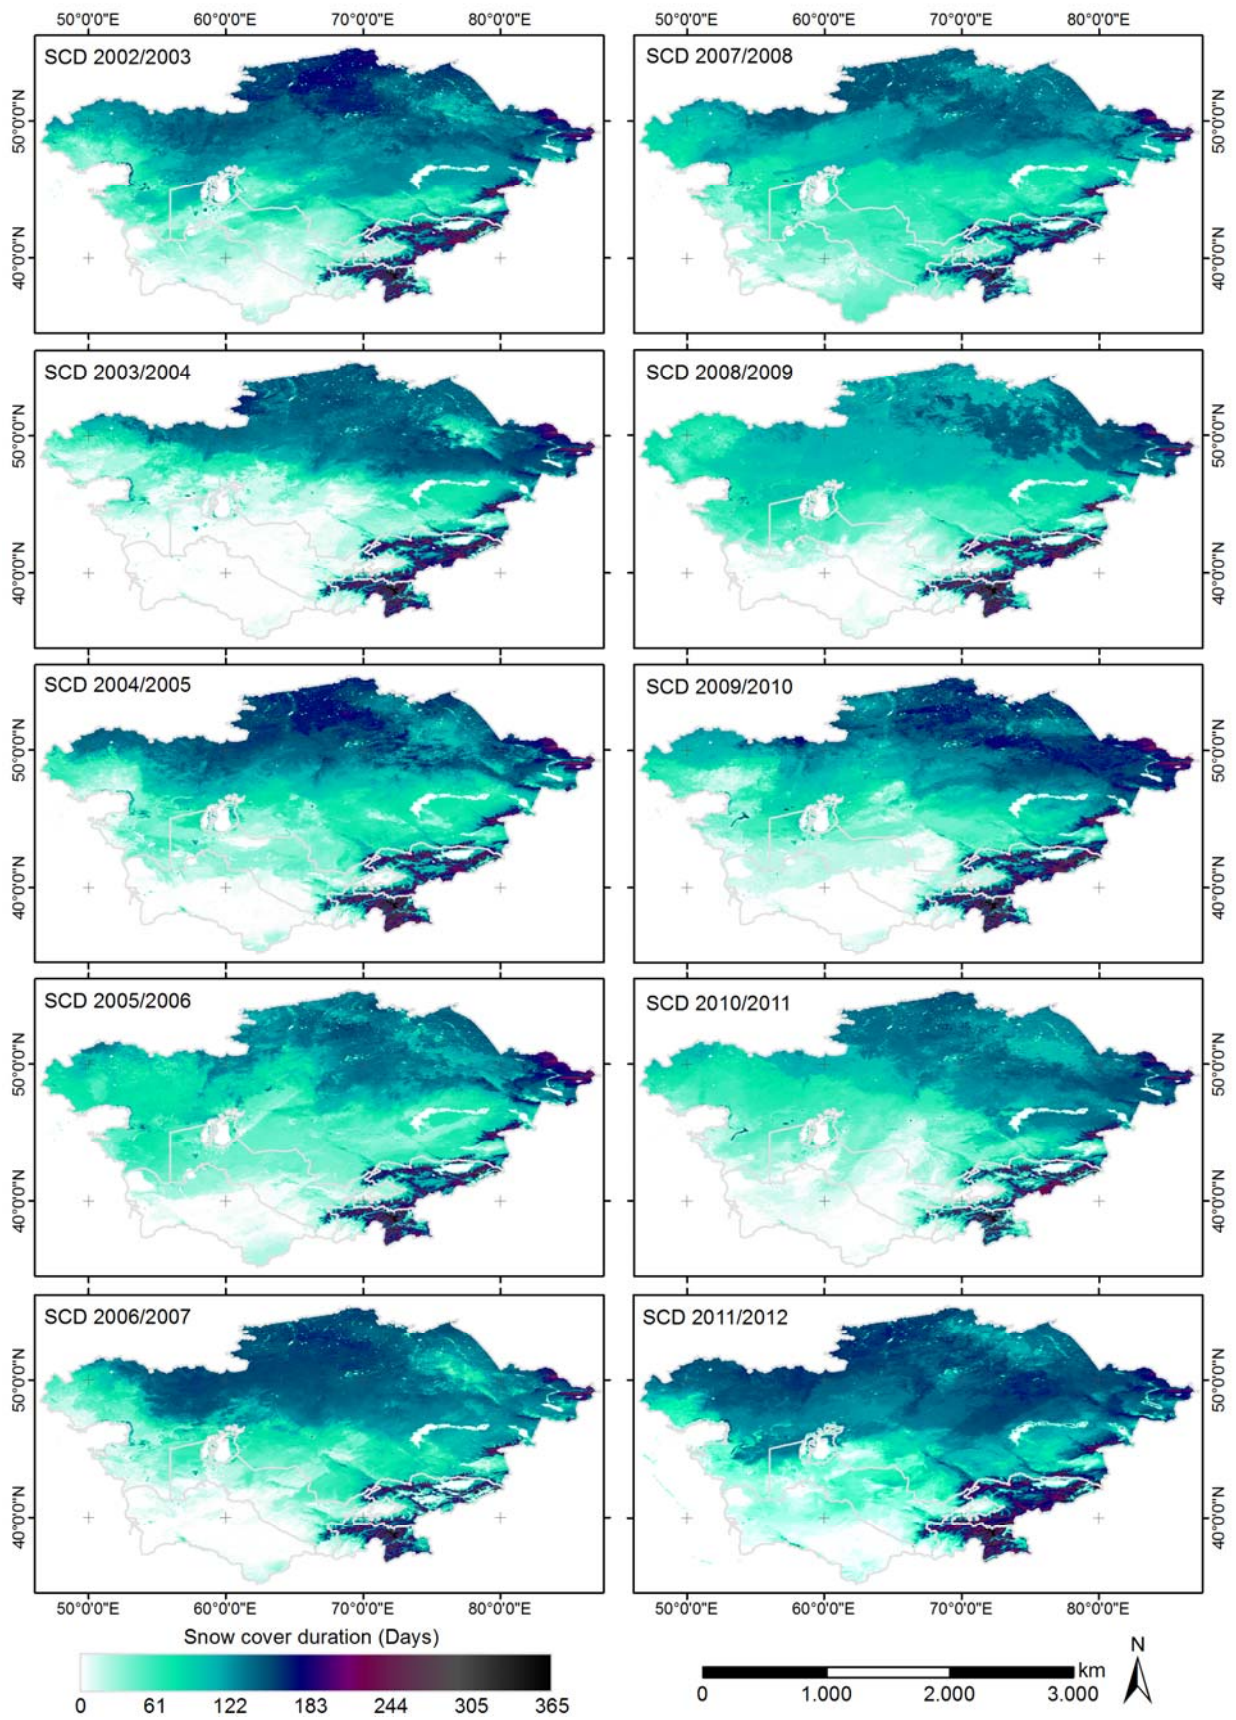 50°0'0"E 60°0'0"E 70°0'0"E 80°0'0"E 50°0'0"E 60°0'0"E 70°0'0"E 80°0'0"E
SCD 2002/2003
SCD 2007/2008
50°0'0"N
40°0'0"N
50°0'0"N
40°0'0"N
SCD 2003/2004
SCD 2008/2009
50°0'0"N
40°0'0"N
50°0'0"N
40°0'0"N
SCD 2004/2005
SCD 2009/2010
50°0'0"N
40°0'0"N
50°0'0"N
40°0'0"N
SCD 2005/2006
SCD 2010/2011
50°0'0"N
40°0'0"N
50°0'0"N
40°0'0"N
SCD 2006/2007
SCD 2011/2012
50°0'0"N
40°0'0"N
50°0'0"N
40°0'0"N
50°0'0"E 60°0'0"E 70°0'0"E 80°0'0"E 50°0'0"E 60°0'0"E 70°0'0"E 80°0'0"E
Snow cover duration (Days)
0 61 122 183 244 305 365
N
km
0 1.000 2.000 3.000